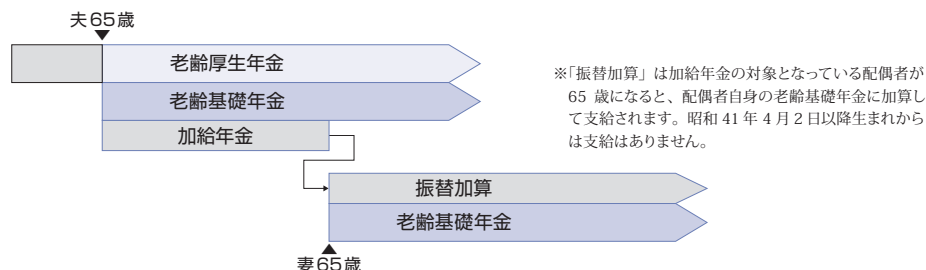 夫65歳
老齢厚生年金
老齢基礎年金
加給年金
振替加算
老齢基礎年金
妻65歳
※「振替加算」は加給年金の対象となっている配偶者が
65 歳になると、配偶者自身の老齢基礎年金に加算し
て支給されます。昭和 41 年 4 月 2 日以降生まれから
は支給はありません。